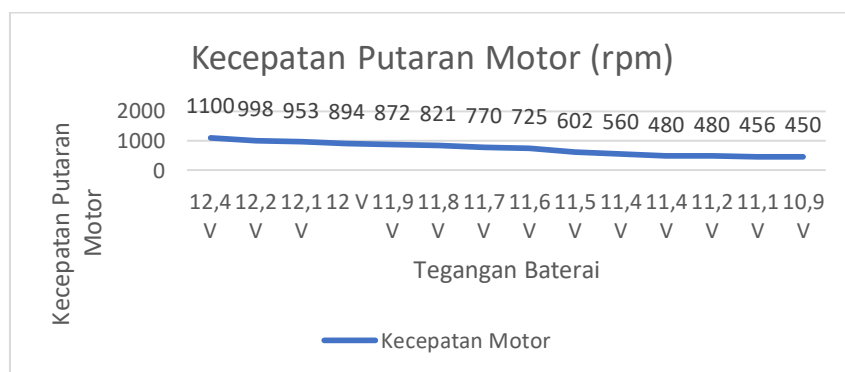 Kecepatan Putaran Motor (rpm)
Kecepatan Putaran
Motor
2000
1000
0
1100 998 953 894 872 821 770 725 602 560 480 480 456 450
12,4 12,2 12,1 12 V 11,9 11,8 11,7 11,6 11,5 11,4 11,4 11,2 11,1 10,9
V V V V V V V V V V V V V
Tegangan Baterai
Kecepatan Motor